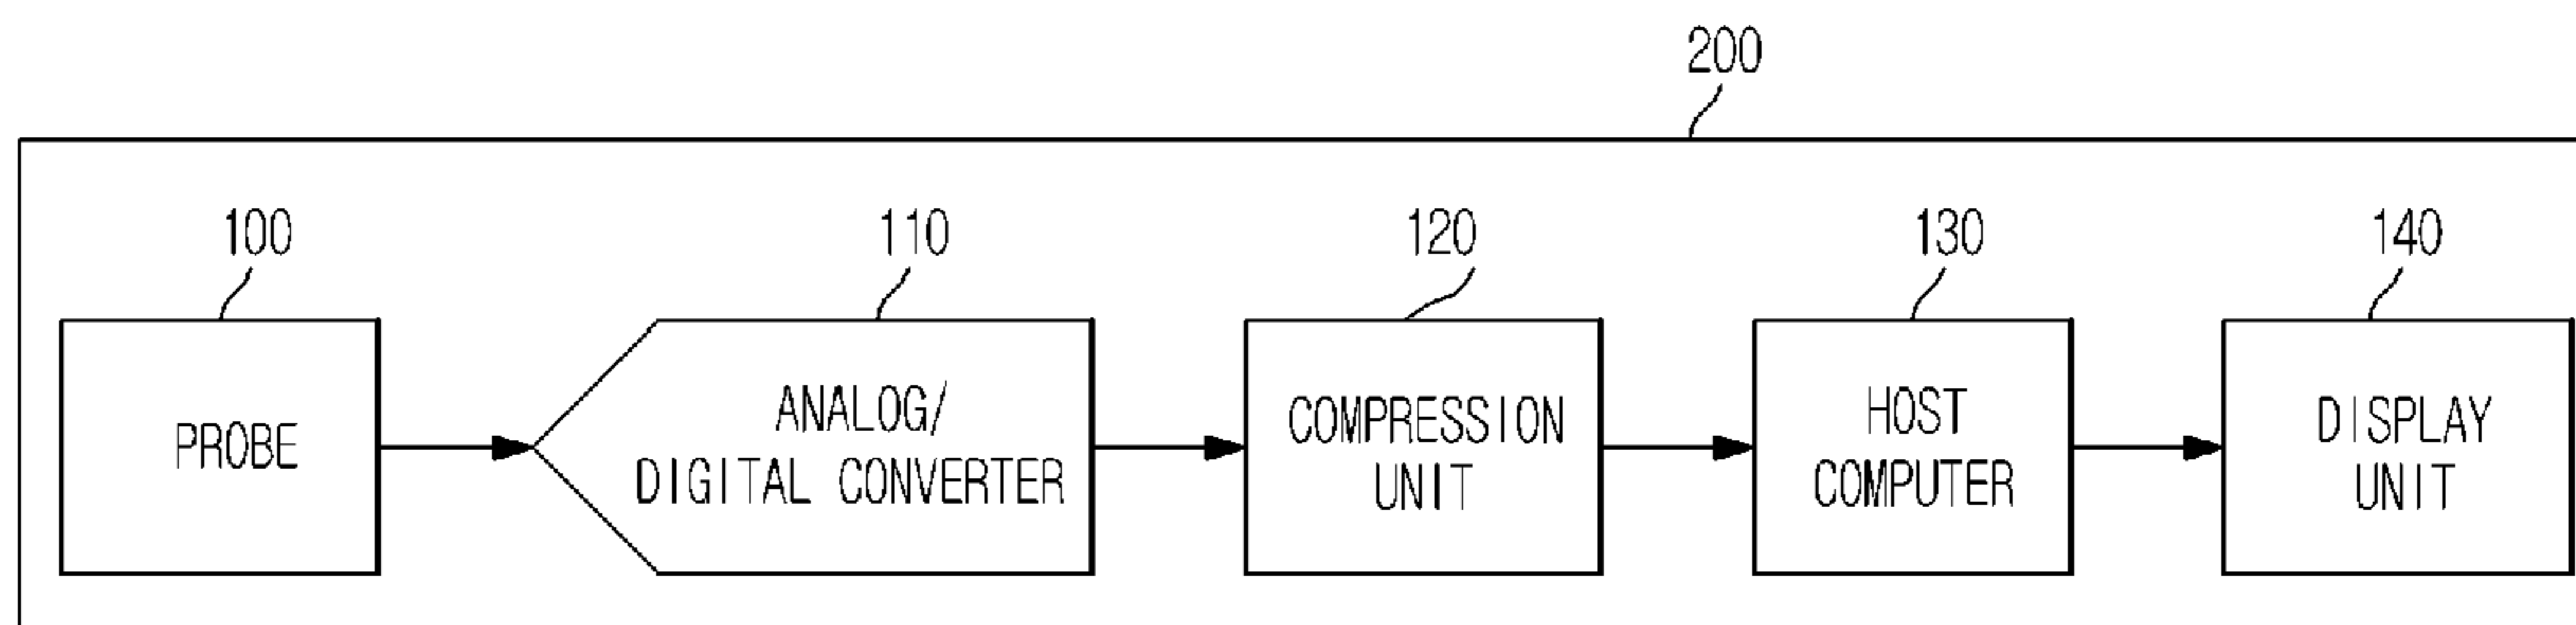 200
100
110
120
130
140
PROBE
ANALOG/
DIGITAL CONVERTER
COMPRESSION
UNIT
HOST
COMPUTER
DISPLAY
UNIT